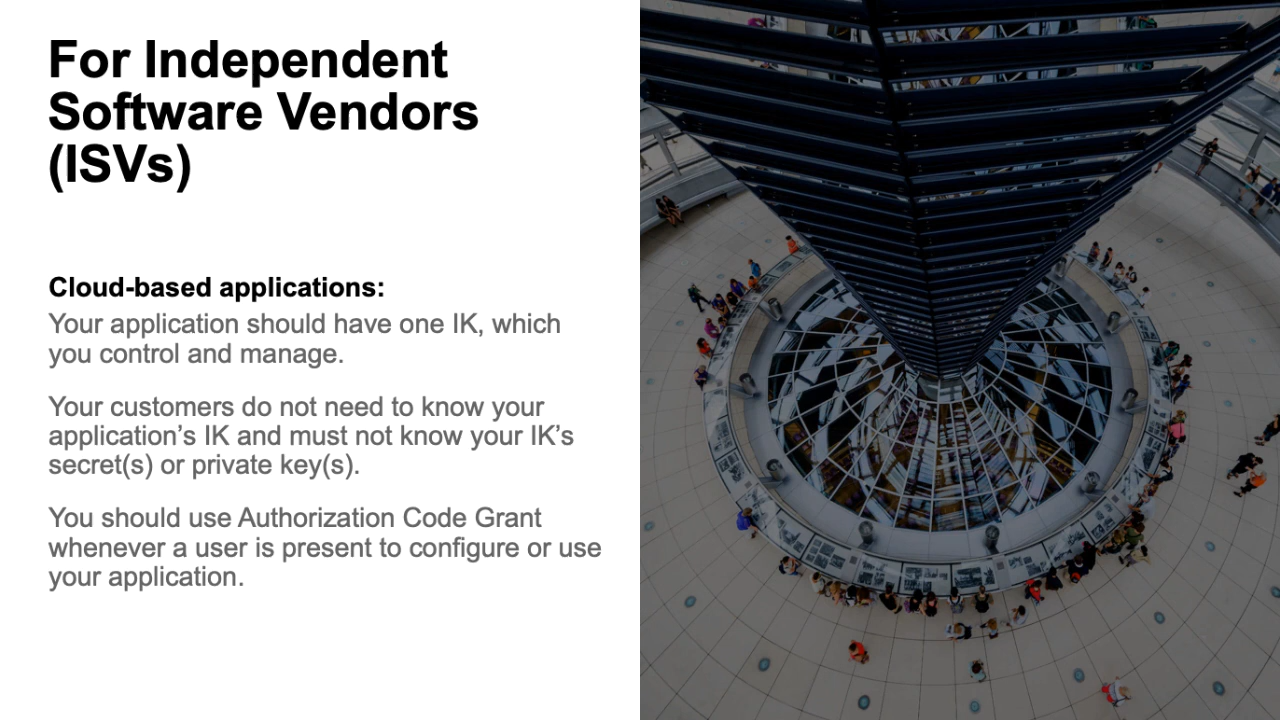 For Independent
Software Vendors
(ISVs)
Cloud-based applications:
Your application should have one IK, which
you control and manage.
Your customers do not need to know your
application’s IK and must not know your IK’s
secret(s) or private key(s).
You should use Authorization Code Grant
whenever a user is present to configure or use
your application.